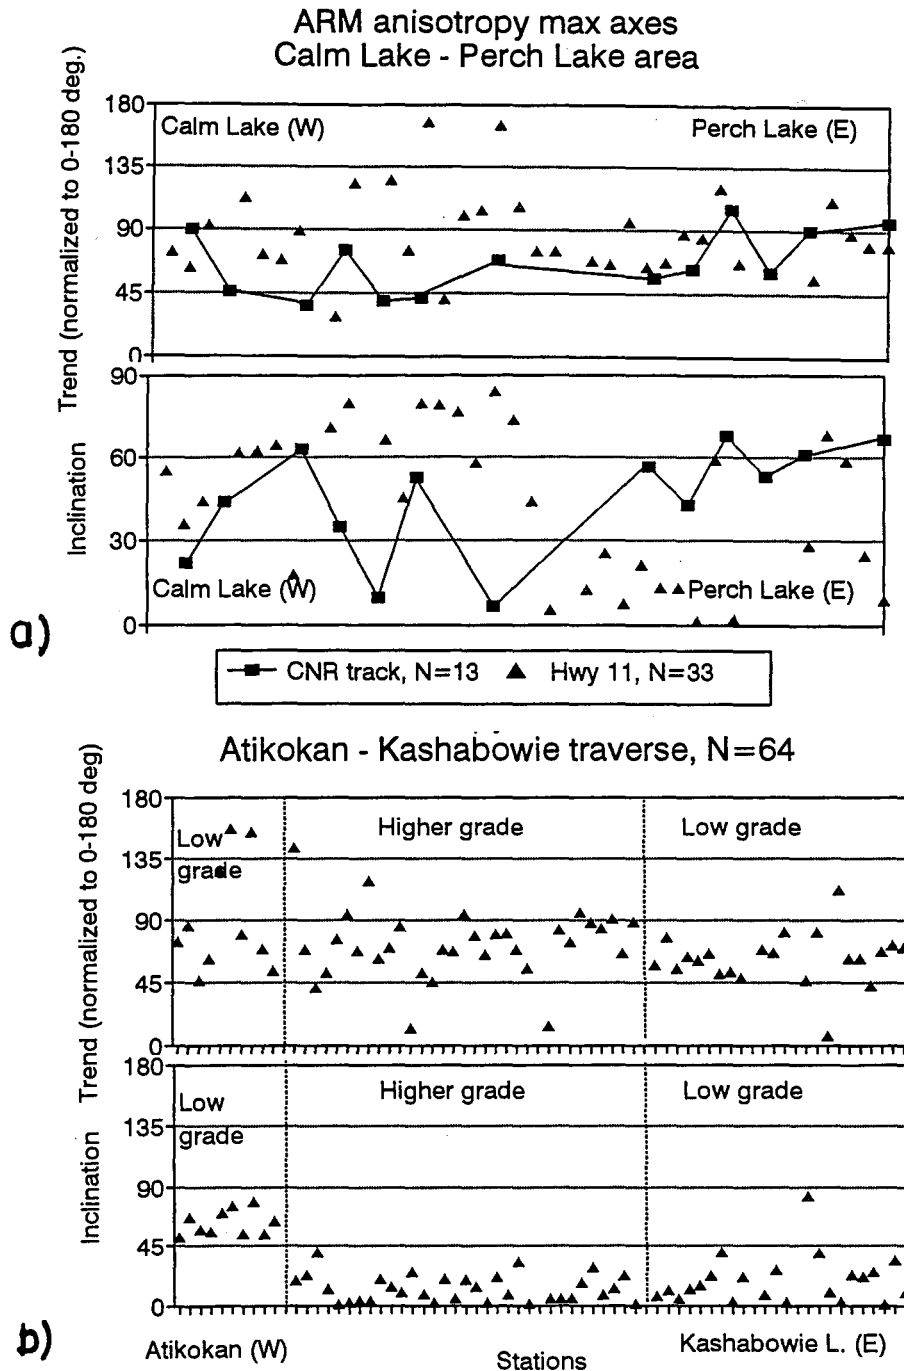 ARM anisotropy max axes
Calm Lake - Perch Lake area
Trend (normalized to 0-180 deg.)
180
135
90
45
0
Calm Lake (W)
Perch Lake (E)
Inclination
90
60
30
0
Calm Lake (W)
Perch Lake (E)
a)
CNR track, N=13
Hwy 11, N=33
Atikokan - Kashabowie traverse, N=64
Trend (normalized to 0-180 deg)
180
135
90
45
0
Low
grade
Higher grade
Low grade
Inclination
180
135
90
45
0
Low
grade
Higher grade
Low grade
b)
Atikokan (W)
Stations
Kashabowie L. (E)